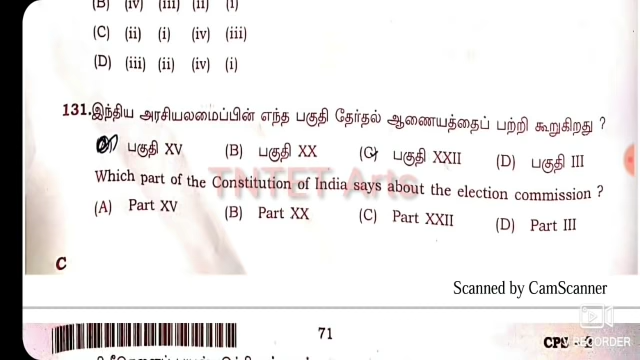 (B) (iv) (iii) (ii) (i)
(C) (ii) (i) (iv) (iii)
(D) (iii) (ii) (iv) (i)
131. இந்திய அரசியலமைப்பின் எந்த பகுதி தேர்தல் ஆணையத்தைப் பற்றி கூறுகிறது ?
பகுதி XV (B) பகுதி XX (C) பகுதி XXII (D) பகுதி III
Which part of the Constitution of India says about the election commission ?
TNTET Arts
(A) Part XV (B) Part XX (C) Part XXII (D) Part III
C
Scanned by CamScanner
71
RECORDER